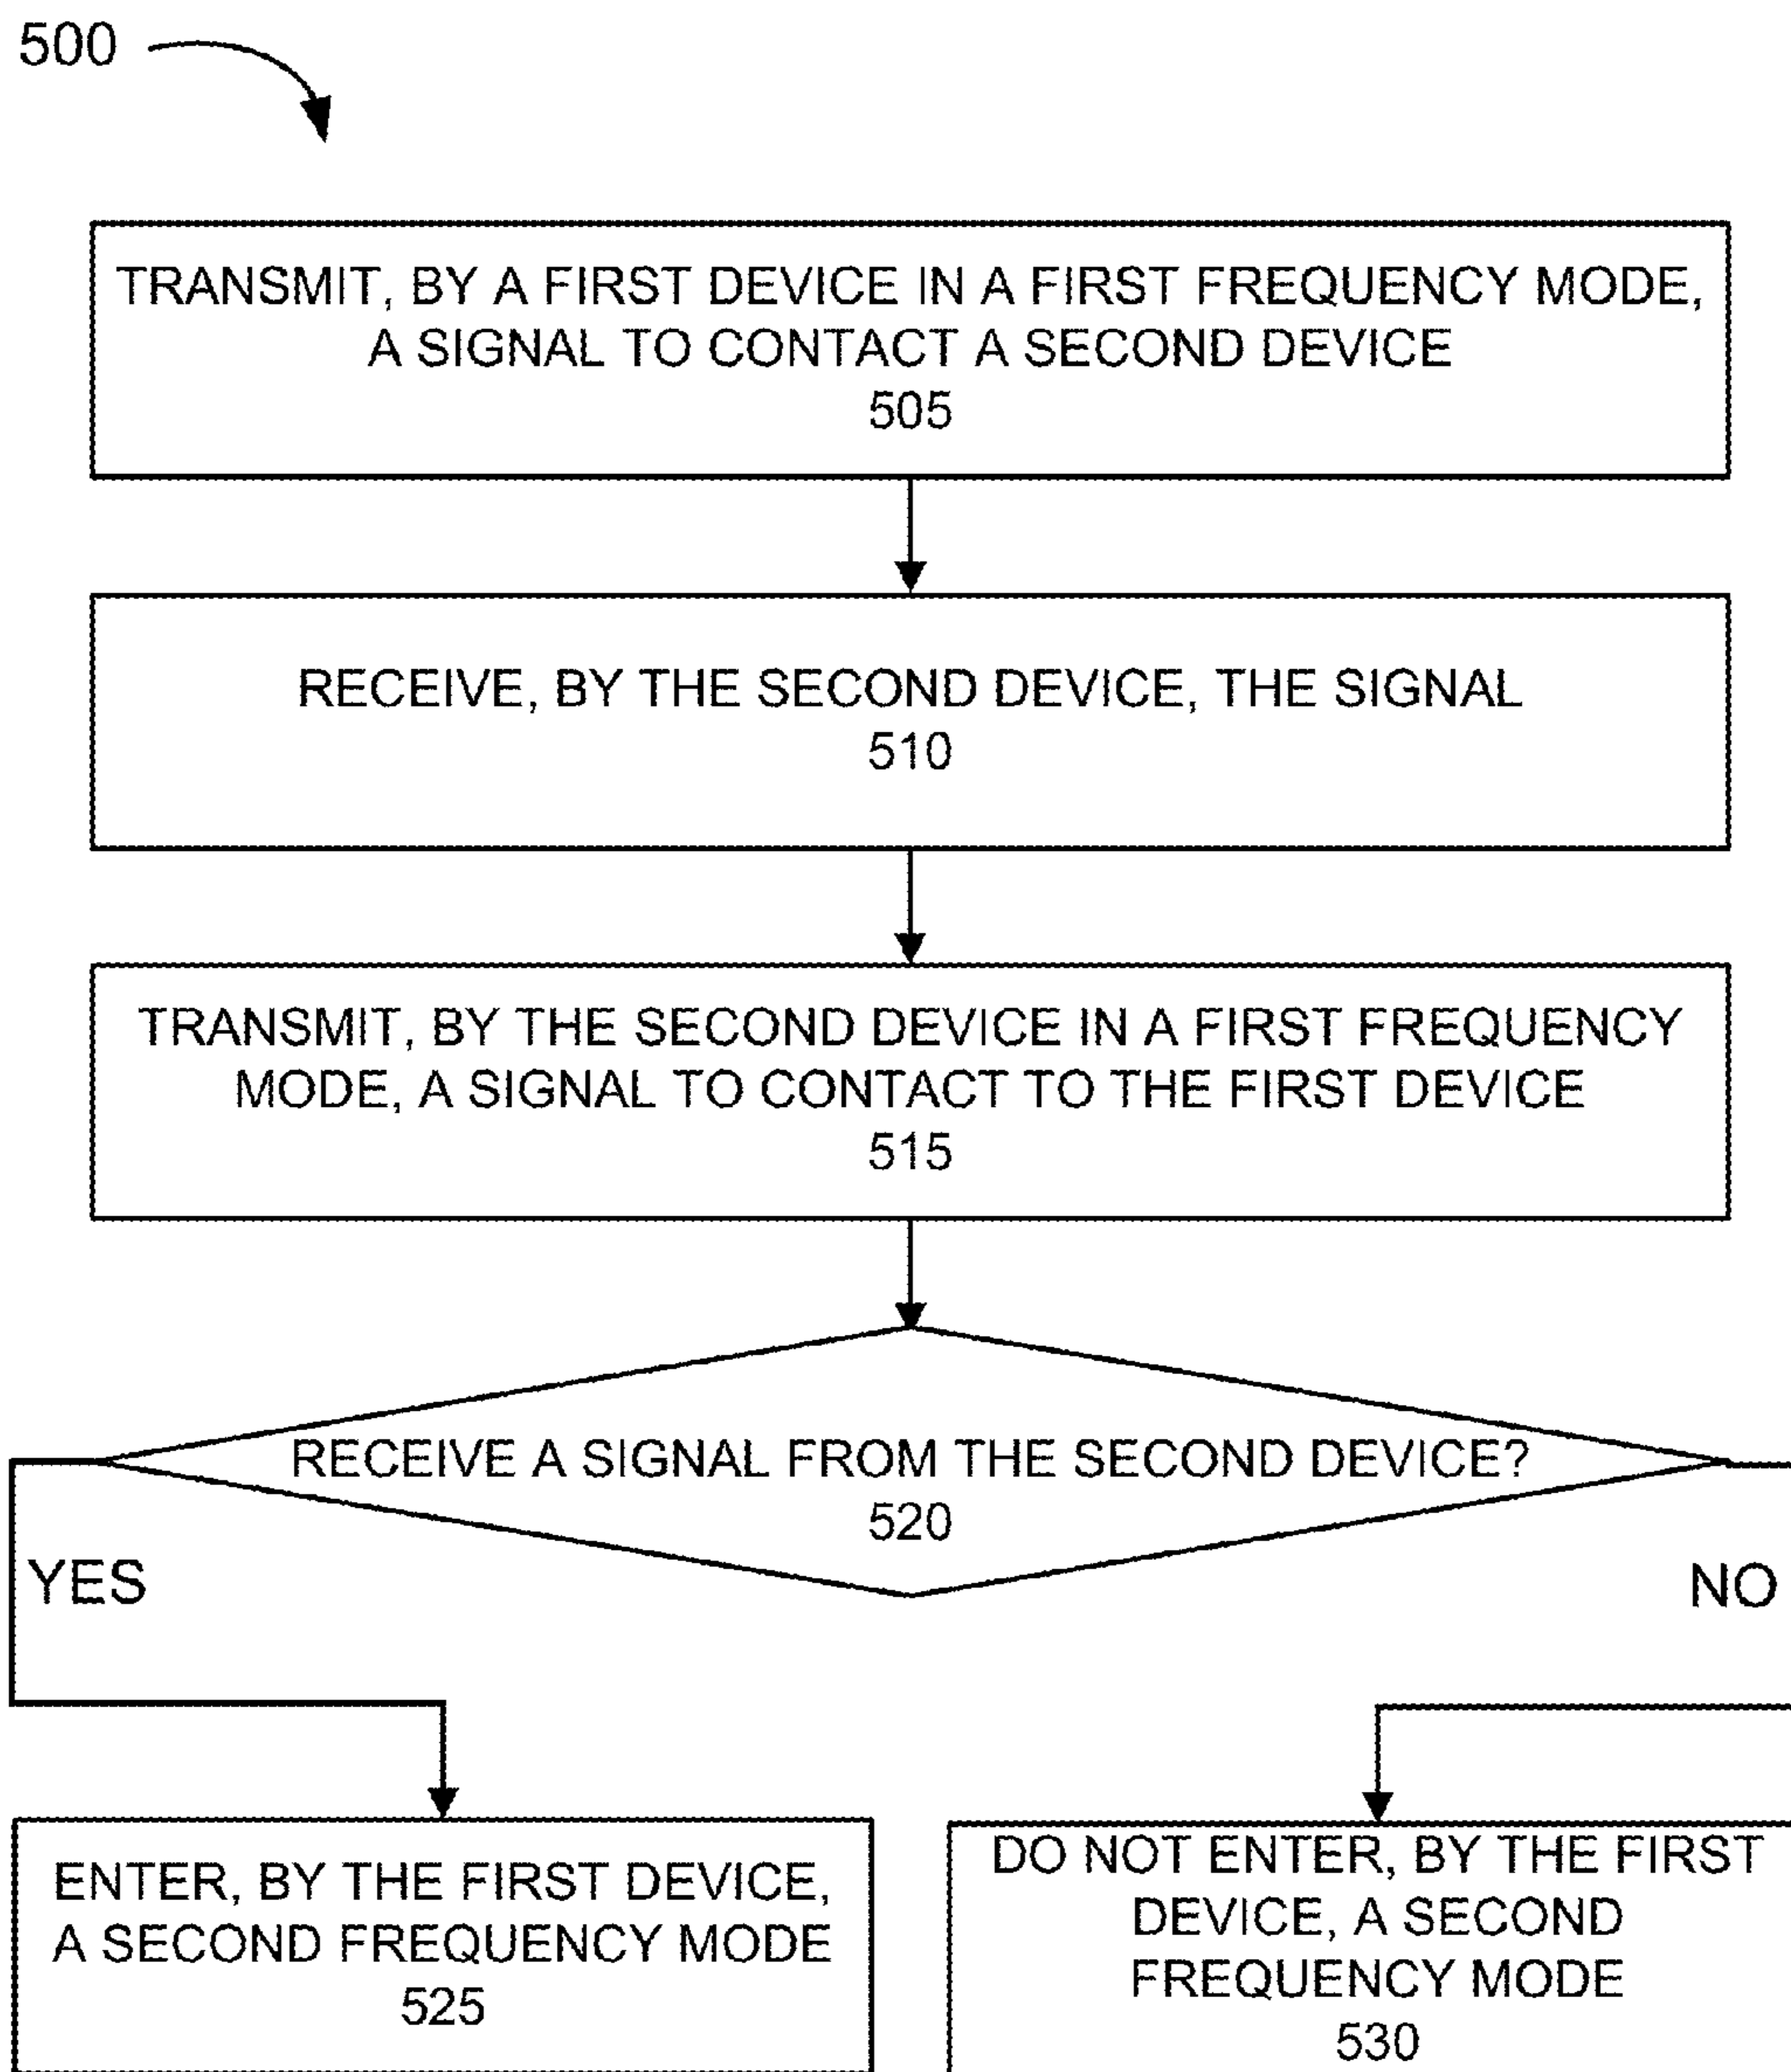 500
TRANSMIT, BY A FIRST DEVICE IN A FIRST FREQUENCY MODE,
A SIGNAL TO CONTACT A SECOND DEVICE
505
RECEIVE, BY THE SECOND DEVICE, THE SIGNAL
510
TRANSMIT, BY THE SECOND DEVICE IN A FIRST FREQUENCY
MODE, A SIGNAL TO CONTACT TO THE FIRST DEVICE
515
RECEIVE A SIGNAL FROM THE SECOND DEVICE?
520
YES
NO
ENTER, BY THE FIRST DEVICE,
A SECOND FREQUENCY MODE
525
DO NOT ENTER, BY THE FIRST
DEVICE, A SECOND
FREQUENCY MODE
530